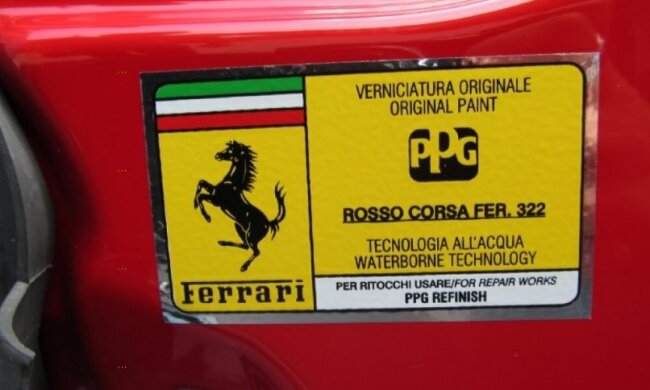 VERNICIATURA ORIGINALE
ORIGINAL PAINT
PPG
ROSSO CORSA FER. 322
TECNOLOGIA ALL'ACQUA
WATERBORNE TECHNOLOGY
PER RITOCCHI USARE/FOR REPAIR WORKS
PPG REFINISH
Ferrari